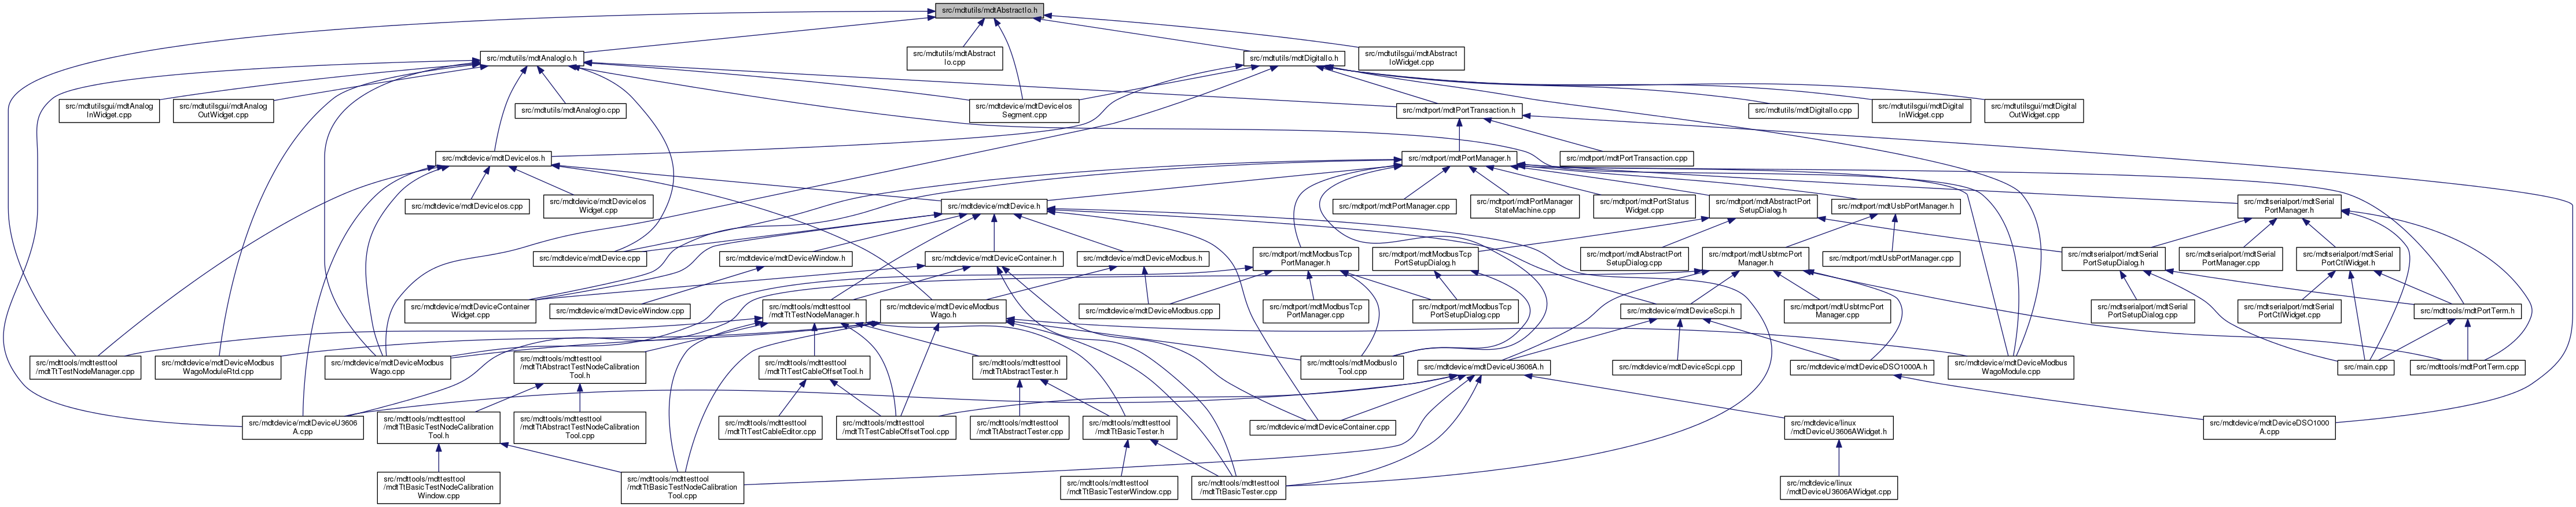 src/mdtutils/mdtAbstractIo.h
src/mdtutils/mdtAnalogIo.h
src/mdtutils/mdtAbstract
Io.cpp
src/mdtutils/mdtDigitalIo.h
src/mdtutilsgui/mdtAbstract
IoWidget.cpp
src/mdtutilsgui/mdtAnalog
InWidget.cpp
src/mdtutilsgui/mdtAnalog
OutWidget.cpp
src/mdtutils/mdtAnalogIo.cpp
src/mdtdevice/mdtDeviceIos
Segment.cpp
src/mdtport/mdtPortTransaction.h
src/mdtutils/mdtDigitalIo.cpp
src/mdtutilsgui/mdtDigital
InWidget.cpp
src/mdtutilsgui/mdtDigital
OutWidget.cpp
src/mdtdevice/mdtDeviceIos.h
src/mdtport/mdtPortManager.h
src/mdtport/mdtPortTransaction.cpp
src/mdtdevice/mdtDeviceIos.cpp
src/mdtdevice/mdtDeviceIos
Widget.cpp
src/mdtdevice/mdtDevice.h
src/mdtport/mdtPortManager.cpp
src/mdtport/mdtPortManager
StateMachine.cpp
src/mdtport/mdtPortStatus
Widget.cpp
src/mdtport/mdtAbstractPort
SetupDialog.h
src/mdtport/mdtUsbPortManager.h
src/mdtserialport/mdtSerial
PortManager.h
src/mdtdevice/mdtDevice.cpp
src/mdtdevice/mdtDeviceWindow.h
src/mdtdevice/mdtDeviceContainer.h
src/mdtdevice/mdtDeviceModbus.h
src/mdtport/mdtModbusTcp
PortManager.h
src/mdtport/mdtModbusTcp
PortSetupDialog.h
src/mdtport/mdtAbstractPort
SetupDialog.cpp
src/mdtport/mdtUsbtmcPort
Manager.h
src/mdtport/mdtUsbPortManager.cpp
src/mdtserialport/mdtSerial
PortSetupDialog.h
src/mdtserialport/mdtSerial
PortManager.cpp
src/mdtserialport/mdtSerial
PortCtlWidget.h
src/mdtdevice/mdtDeviceContainer
Widget.cpp
src/mdtdevice/mdtDeviceWindow.cpp
src/mdttools/mdttesttool
/mdtTtTestNodeManager.h
src/mdtdevice/mdtDeviceModbus
Wago.h
src/mdtdevice/mdtDeviceModbus.cpp
src/mdtport/mdtModbusTcp
PortManager.cpp
src/mdtport/mdtModbusTcp
PortSetupDialog.cpp
src/mdtdevice/mdtDeviceScpi.h
src/mdtport/mdtUsbtmcPort
Manager.cpp
src/mdtserialport/mdtSerial
PortSetupDialog.cpp
src/mdtserialport/mdtSerial
PortCtlWidget.cpp
src/mdttools/mdtPortTerm.h
src/mdttools/mdttesttool
/mdtTtTestNodeManager.cpp
src/mdtdevice/mdtDeviceModbus
WagoModuleRtd.cpp
src/mdtdevice/mdtDeviceModbus
Wago.cpp
src/mdttools/mdttesttool
/mdtTtAbstractTestNodeCalibration
Tool.h
src/mdttools/mdttesttool
/mdtTtTestCableOffsetTool.h
src/mdttools/mdttesttool
/mdtTtAbstractTester.h
src/mdttools/mdtModbusIo
Tool.cpp
src/mdtdevice/mdtDeviceU3606A.h
src/mdtdevice/mdtDeviceScpi.cpp
src/mdtdevice/mdtDeviceDSO1000A.h
src/mdtdevice/mdtDeviceModbus
WagoModule.cpp
src/main.cpp
src/mdttools/mdtPortTerm.cpp
src/mdtdevice/mdtDeviceU3606
A.cpp
src/mdttools/mdttesttool
/mdtTtBasicTestNodeCalibration
Tool.h
src/mdttools/mdttesttool
/mdtTtAbstractTestNodeCalibration
Tool.cpp
src/mdttools/mdttesttool
/mdtTtTestCableEditor.cpp
src/mdttools/mdttesttool
/mdtTtTestCableOffsetTool.cpp
src/mdttools/mdttesttool
/mdtTtAbstractTester.cpp
src/mdttools/mdttesttool
/mdtTtBasicTester.h
src/mdtdevice/mdtDeviceContainer.cpp
src/mdtdevice/linux
/mdtDeviceU3606AWidget.h
src/mdtdevice/mdtDeviceDSO1000
A.cpp
src/mdttools/mdttesttool
/mdtTtBasicTestNodeCalibration
Window.cpp
src/mdttools/mdttesttool
/mdtTtBasicTestNodeCalibration
Tool.cpp
src/mdttools/mdttesttool
/mdtTtBasicTesterWindow.cpp
src/mdttools/mdttesttool
/mdtTtBasicTester.cpp
src/mdtdevice/linux
/mdtDeviceU3606AWidget.cpp